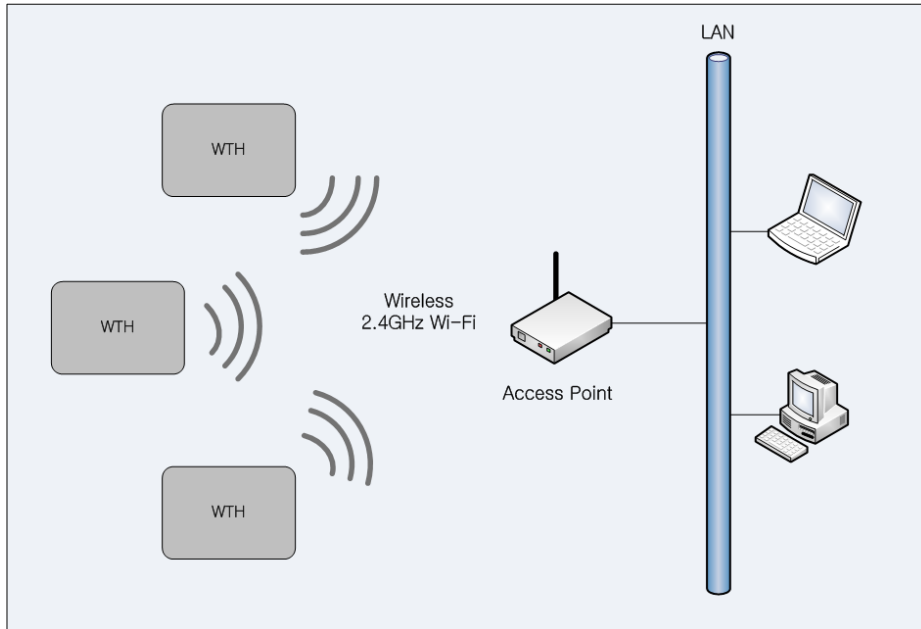 LAN
WTH
WTH
Wireless
2.4GHz Wi-Fi
Access Point
WTH